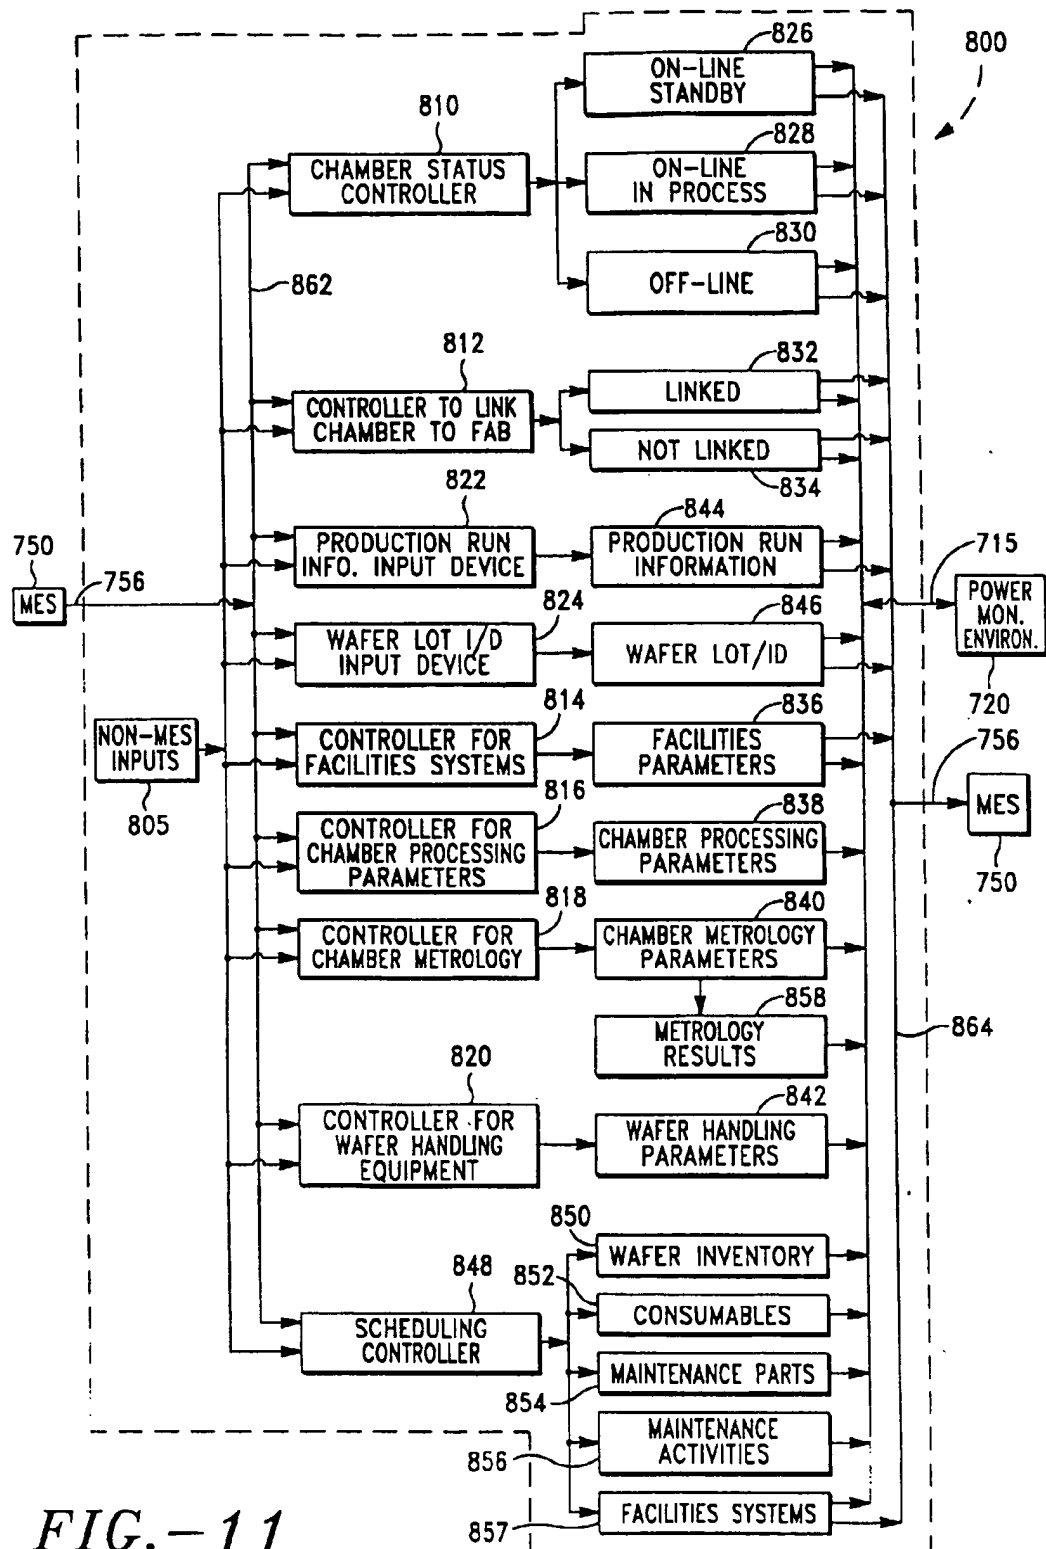 826
800
ON-LINE
STANDBY
810
828
CHAMBER STATUS
CONTROLLER
ON-LINE
IN PROCESS
830
862
OFF-LINE
812
832
CONTROLLER TO LINK
CHAMBER TO FAB
LINKED
NOT LINKED
834
822
844
750
756
PRODUCTION RUN
INFO. INPUT DEVICE
PRODUCTION RUN
INFORMATION
715
MES
824
846
POWER
MON.
ENVIRON.
WAFER LOT I/D
INPUT DEVICE
WAFER LOT/ID
720
814
836
NON-MES
INPUTS
CONTROLLER FOR
FACILITIES SYSTEMS
FACILITIES
PARAMETERS
756
805
816
838
MES
CONTROLLER FOR
CHAMBER PROCESSING
PARAMETERS
CHAMBER PROCESSING
PARAMETERS
750
818
840
CONTROLLER FOR
CHAMBER METROLOGY
CHAMBER METROLOGY
PARAMETERS
858
METROLOGY
RESULTS
864
820
842
CONTROLLER FOR
WAFER HANDLING
EQUIPMENT
WAFER HANDLING
PARAMETERS
850
WAFER INVENTORY
848
852
CONSUMABLES
SCHEDULING
CONTROLLER
MAINTENANCE PARTS
854
MAINTENANCE
ACTIVITIES
856
FACILITIES SYSTEMS
857
FIG.-11